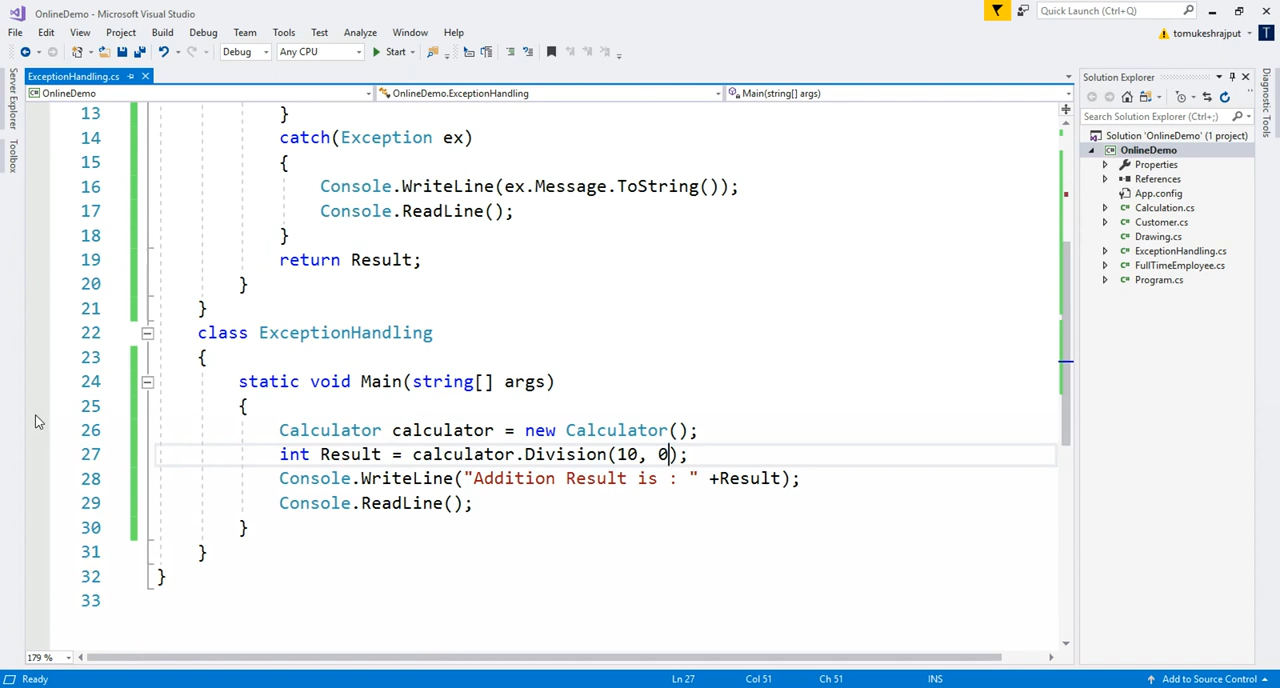 OnlineDemo - Microsoft Visual Studio
Quick Launch (Ctrl+Q)
File Edit View Project Build Debug Team Tools Test Analyze Window Help
tomukeshrajput T
Debug Any CPU Start
Server Explorer
Toolbox
ExceptionHandling.cs
OnlineDemo OnlineDemo.ExceptionHandling Main(string[] args)
13 }
14 catch(Exception ex)
15 {
16 Console.WriteLine(ex.Message.ToString());
17 Console.ReadLine();
18 }
19 return Result;
20 }
21 }
22 class ExceptionHandling
23 {
24 static void Main(string[] args)
25 {
26 Calculator calculator = new Calculator();
27 int Result = calculator.Division(10, 0);
28 Console.WriteLine("Addition Result is : " +Result);
29 Console.ReadLine();
30 }
31 }
32 }
33
179 %
Solution Explorer
Search Solution Explorer (Ctrl+;)
Solution 'OnlineDemo' (1 project)
C# OnlineDemo
Properties
References
App.config
C# Calculation.cs
C# Customer.cs
C# Drawing.cs
C# ExceptionHandling.cs
C# FullTimeEmployee.cs
C# Program.cs
Diagnostic Tools
Ready Ln 27 Col 51 Ch 51 INS Add to Source Control